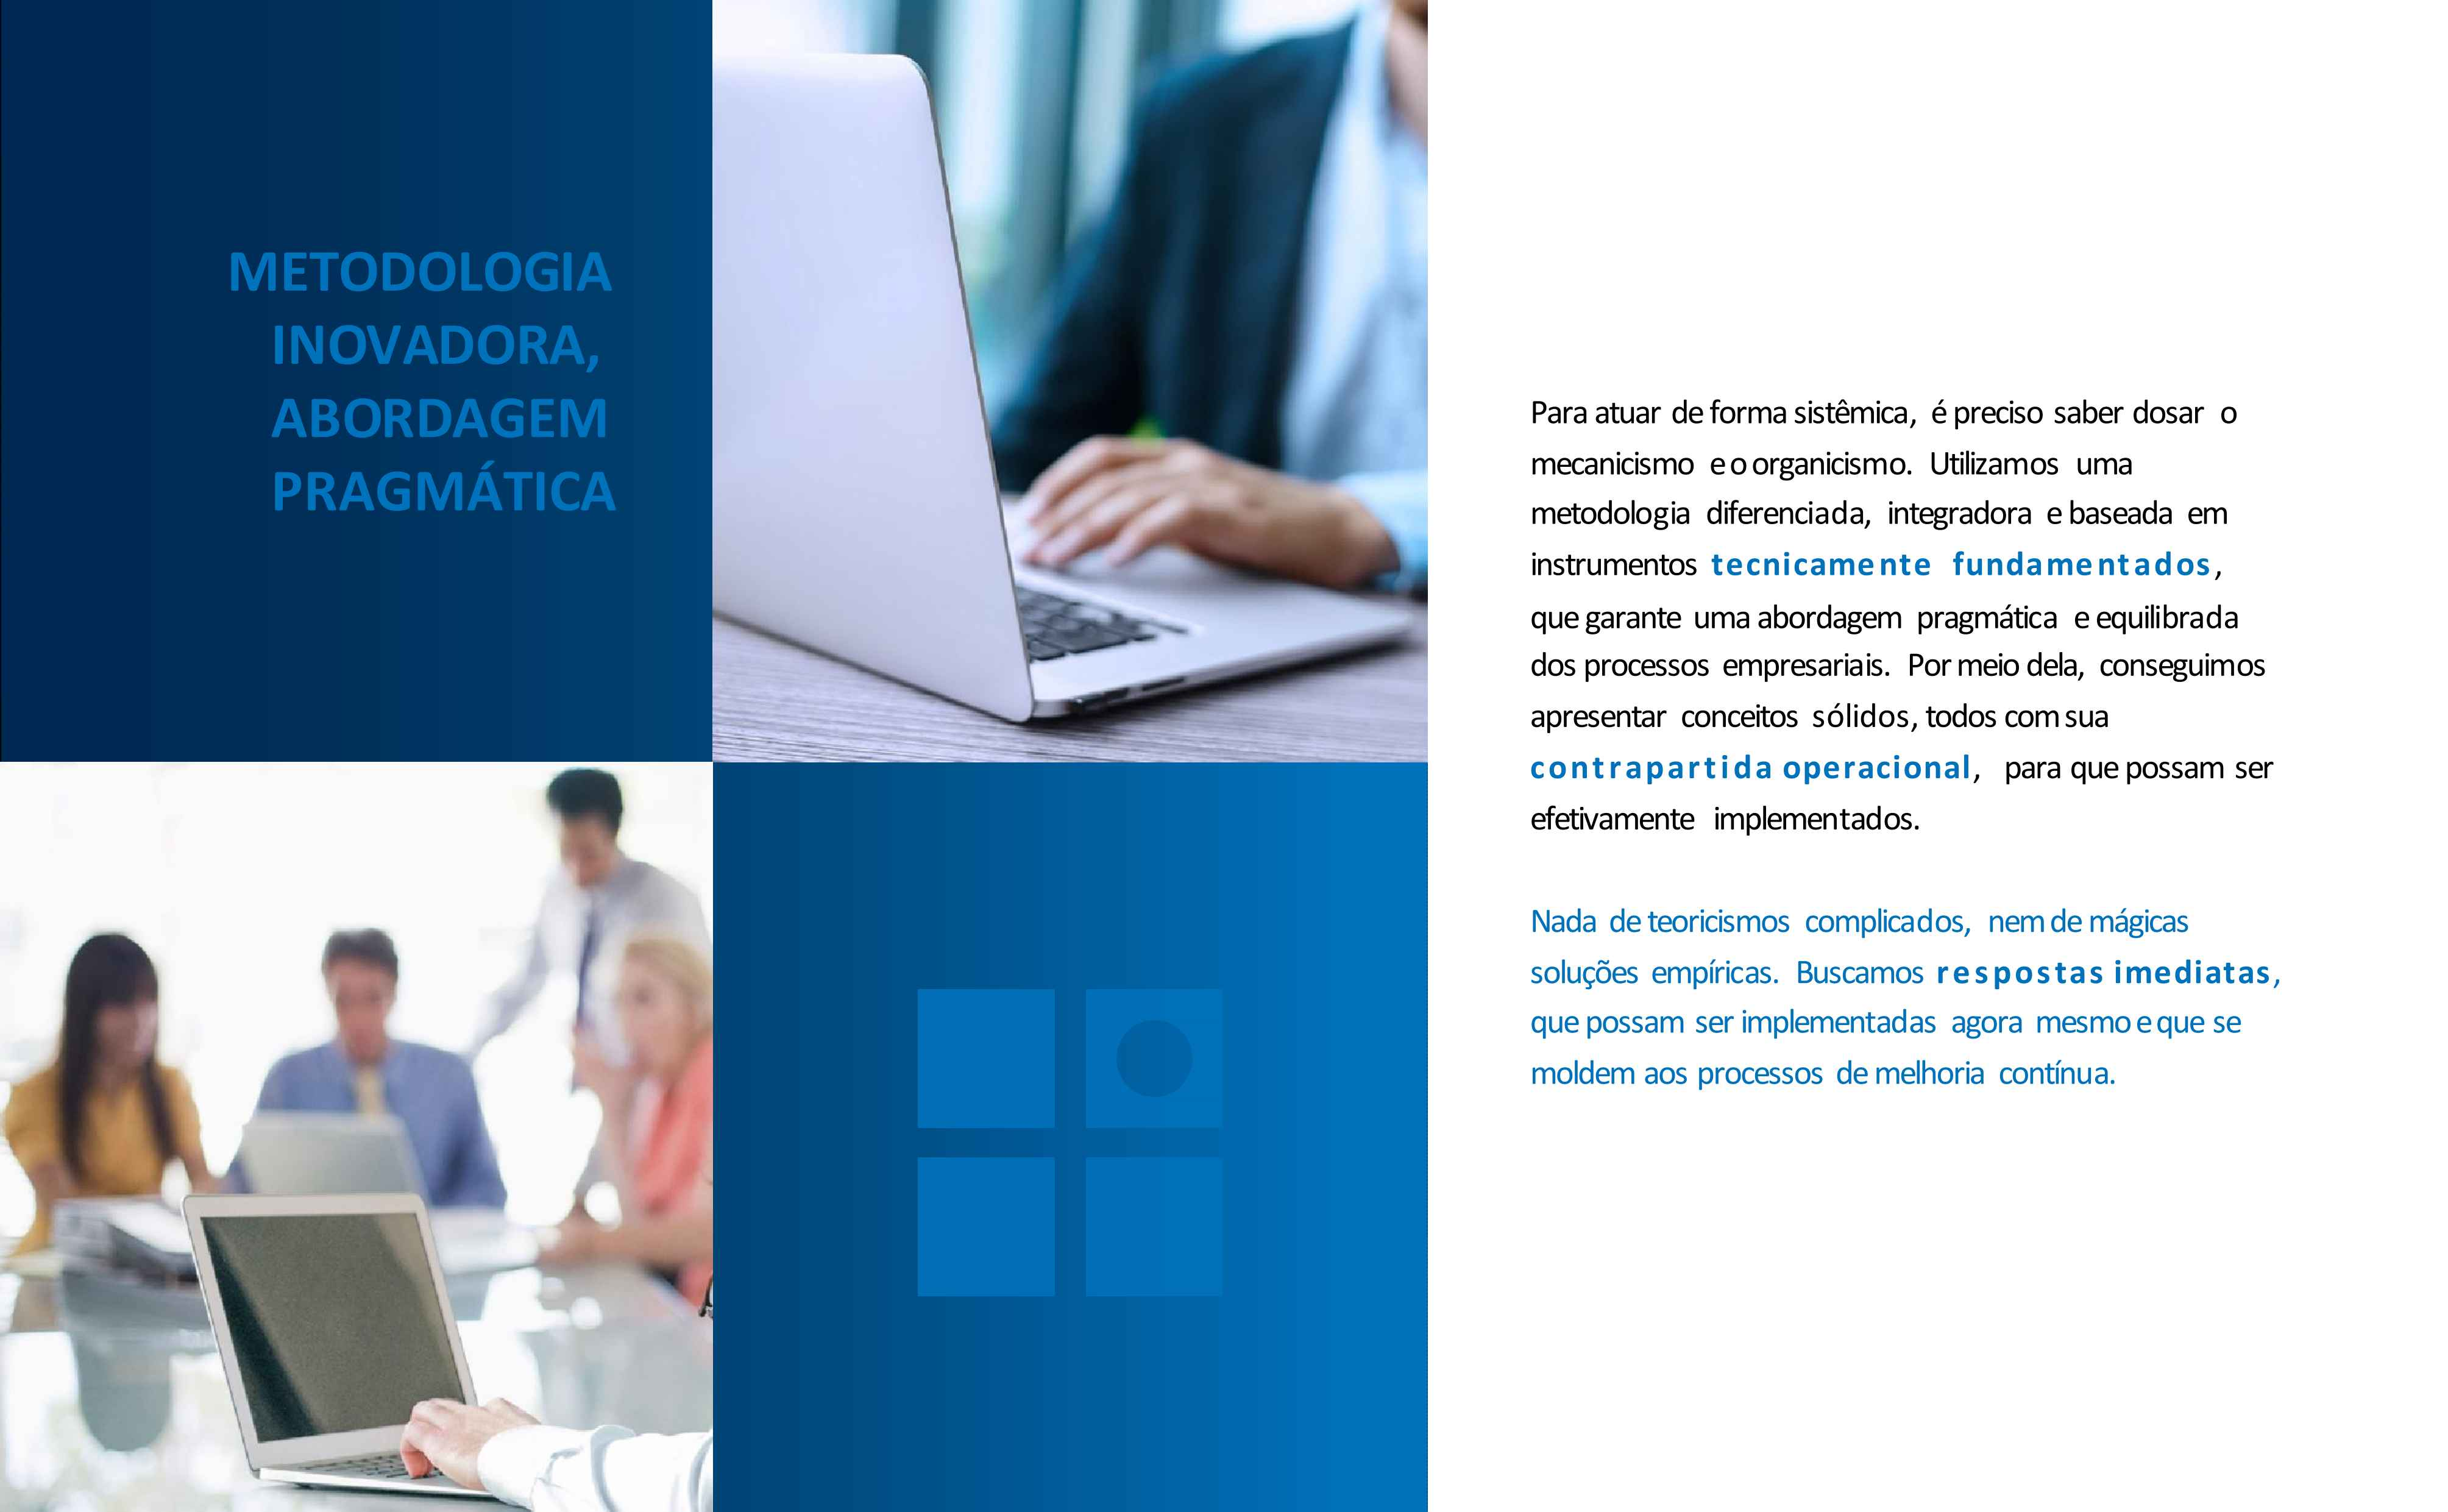 METODOLOGIA
INOVADORA,
ABORDAGEM
PRAGMÁTICA
Para atuar de forma sistêmica, é preciso saber dosar o
mecanicismo e o organicismo. Utilizamos uma
metodologia diferenciada, integradora e baseada em
instrumentos tecnicamente fundamentados,
que garante uma abordagem pragmática e equilibrada
dos processos empresariais. Por meio dela, conseguimos
apresentar conceitos sólidos, todos com sua
contrapartida operacional, para que possam ser
efetivamente implementados.
Nada de teoricismos complicados, nem de mágicas
soluções empíricas. Buscamos respostas imediatas,
que possam ser implementadas agora mesmo e que se
moldem aos processos de melhoria contínua.